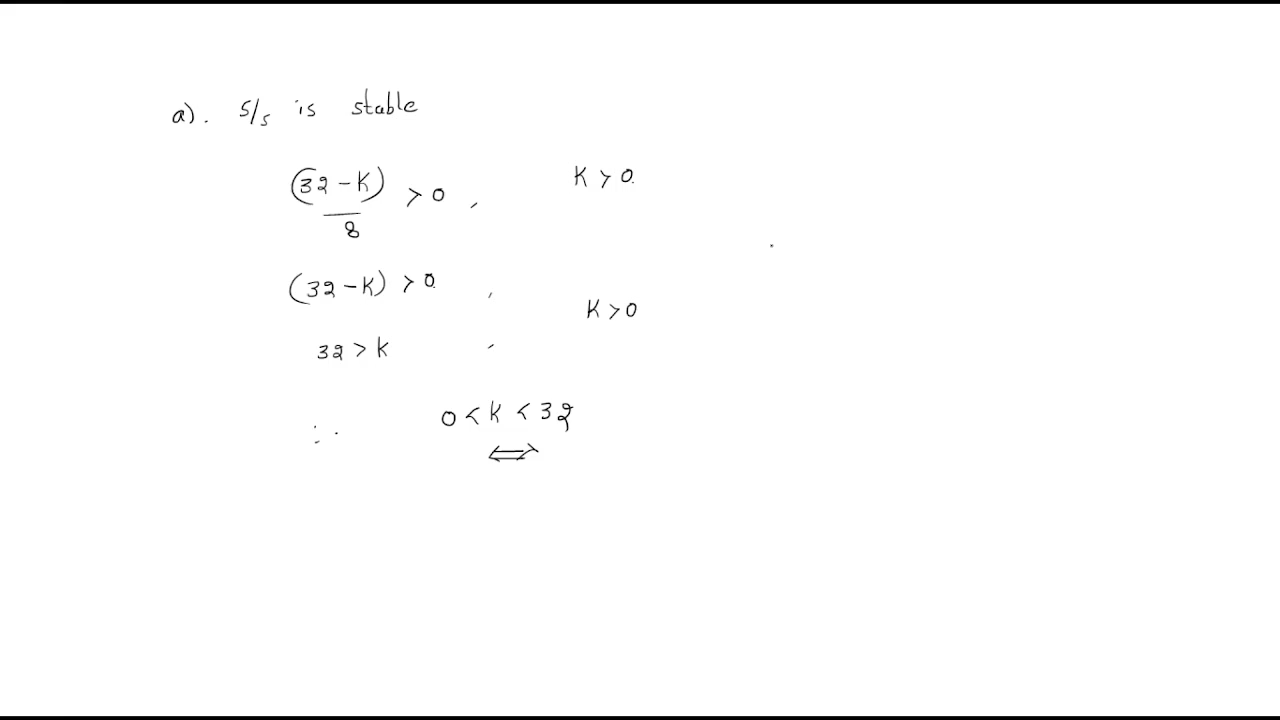 a). S/s is stable
(32-K)/8 > 0 , K > 0.
(32-K) > 0. , K > 0
32 > K ,
∴ 0 < K < 32
⟺